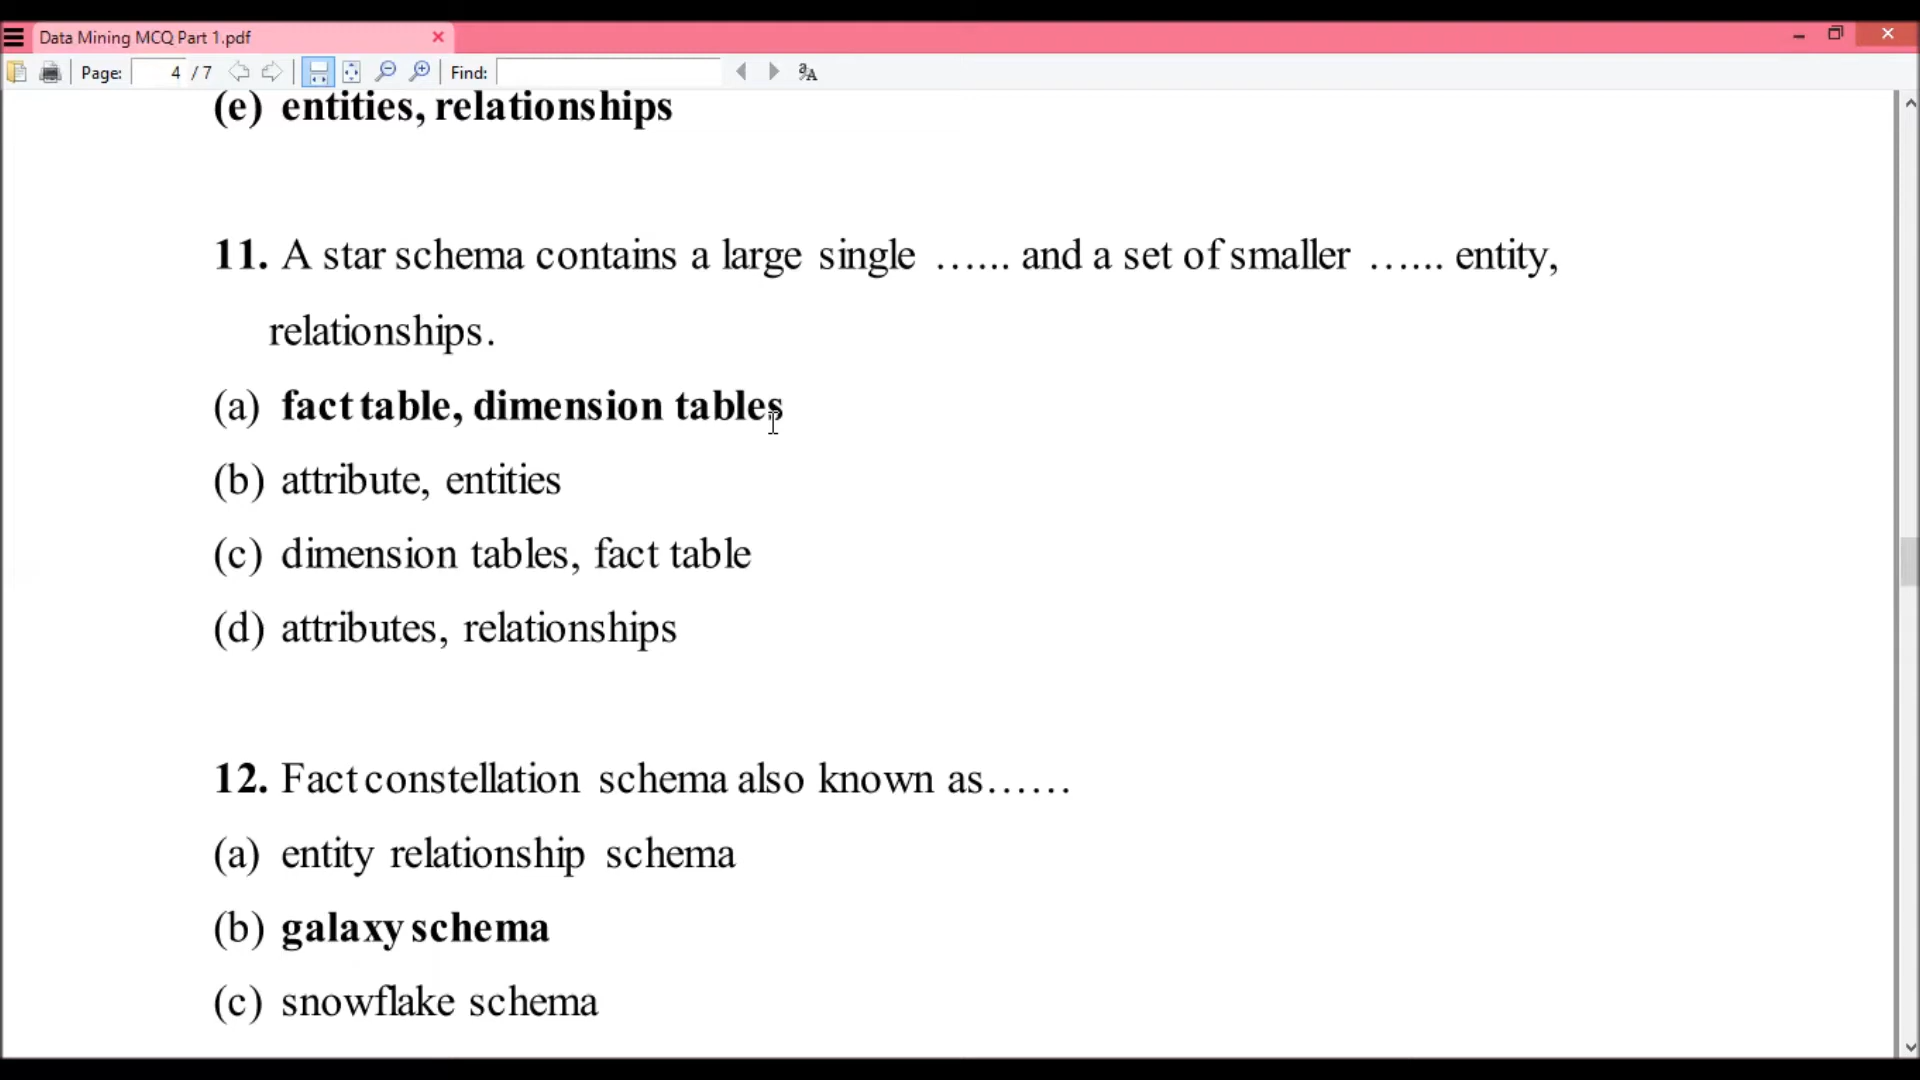 Data Mining MCQ Part 1.pdf
Page: 4 / 7 Find:
(e) entities, relationships
11. A star schema contains a large single …... and a set of smaller …... entity,
relationships.
(a) fact table, dimension tables
(b) attribute, entities
(c) dimension tables, fact table
(d) attributes, relationships
12. Fact constellation schema also known as……
(a) entity relationship schema
(b) galaxy schema
(c) snowflake schema